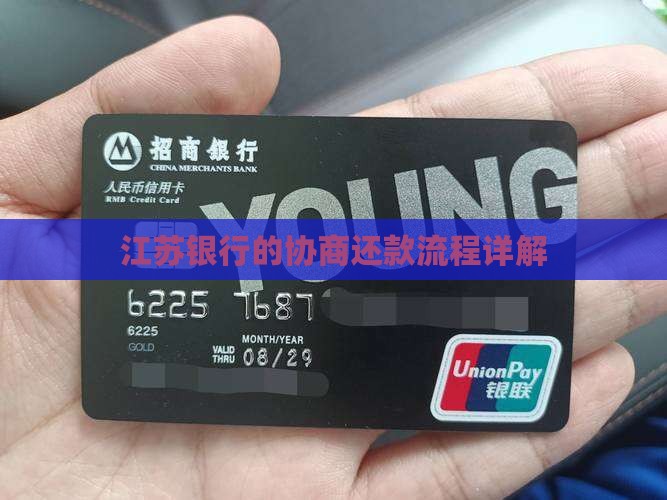 招商银行
CHINA MERCHANTS BANK
人民币信用卡
RMB Credit Card
YOUNG
江苏银行的协商还款流程详解
6225 7687
6225
GOLD
MONTH/YEAR
VALID THRU 08/29
UnionPay
银联